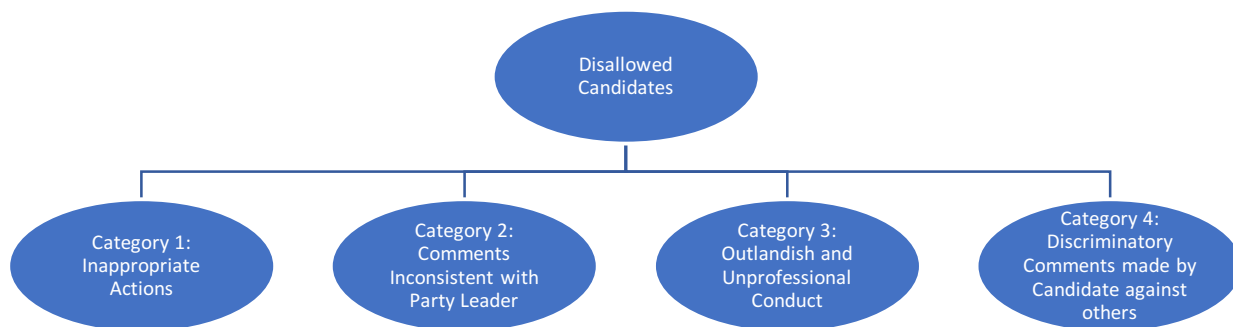 Disallowed
Candidates
Category 1:
Inappropriate
Actions
Category 2:
Comments
Inconsistent with
Party Leader
Category 3:
Outlandish and
Unprofessional
Conduct
Category 4:
Discriminatory
Comments made by
Candidate against
others